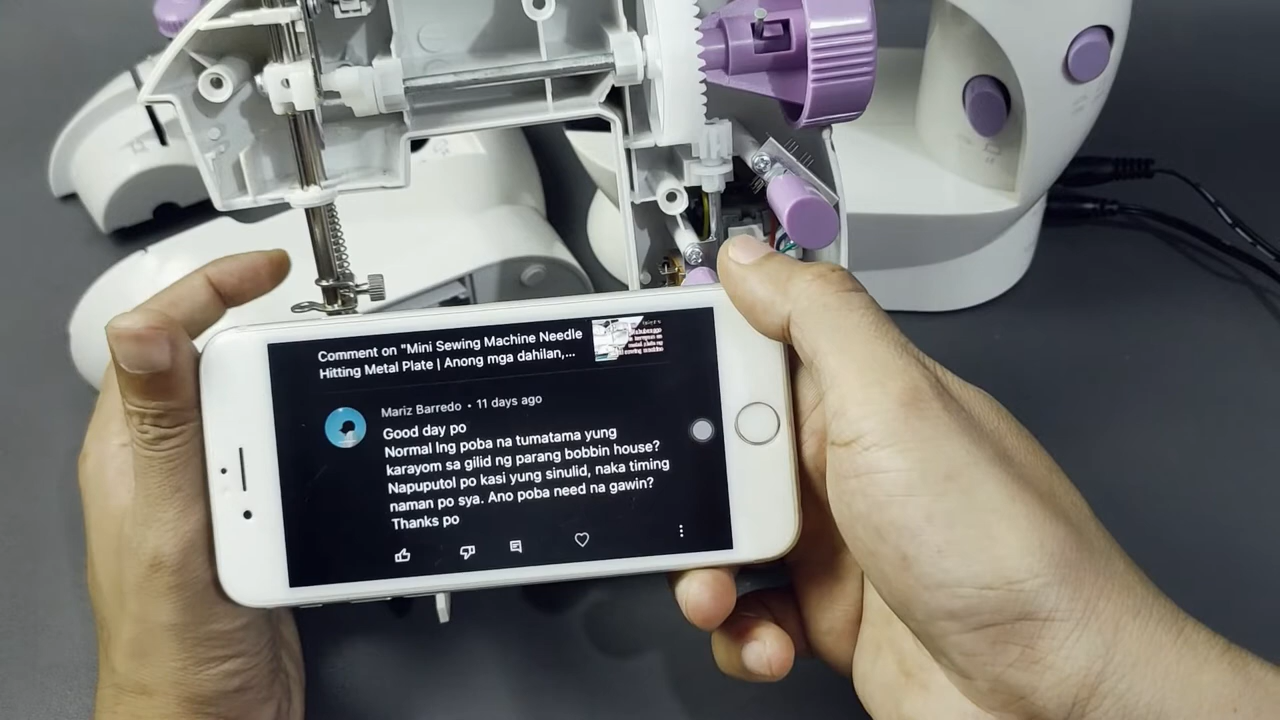 Comment on "Mini Sewing Machine Needle
Hitting Metal Plate | Anong mga dahilan,...
Mariz Barredo • 11 days ago
Good day po
Normal lng poba na tumatama yung
karayom sa gilid ng parang bobbin house?
Napuputol po kasi yung sinulid, naka timing
naman po sya. Ano poba need na gawin?
Thanks po